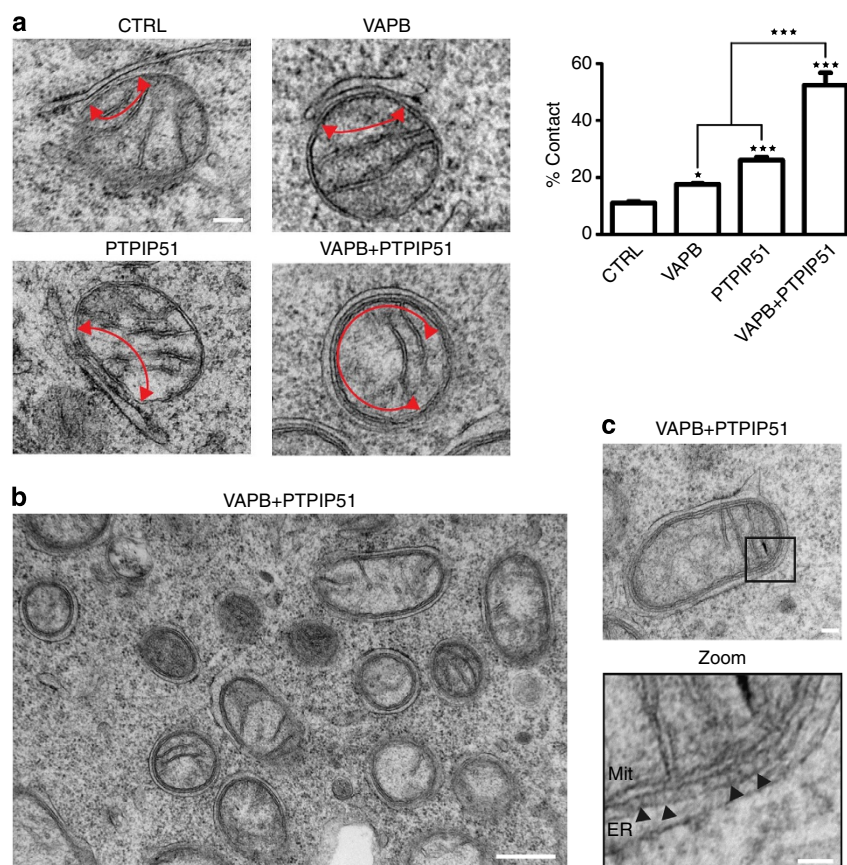 a
CTRL
VAPB
PTPIP51
VAPB+PTPIP51
% Contact
60
40
20
0
★
★★★
★★★
★★★
CTRL
VAPB
PTPIP51
VAPB+PTPIP51
b
VAPB+PTPIP51
c
VAPB+PTPIP51
Zoom
Mit
ER